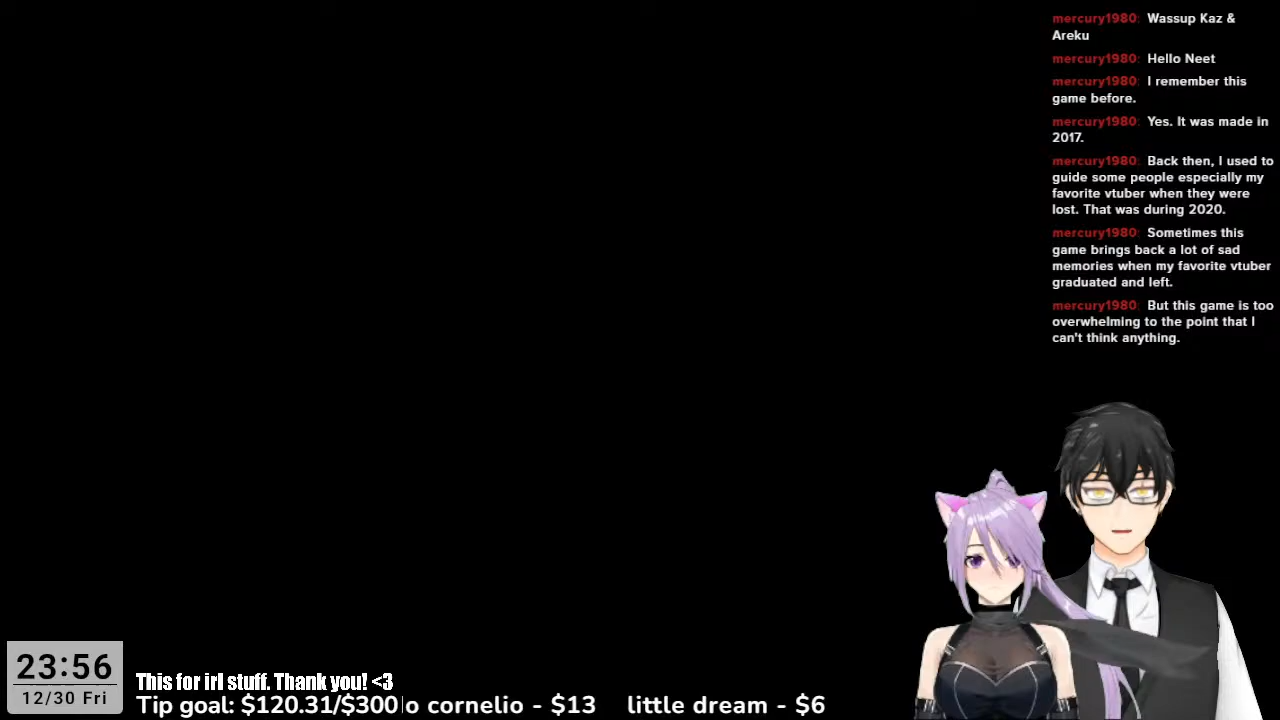 mercury1980: Wassup Kaz &
Areku
mercury1980: Hello Neet
mercury1980: I remember this
game before.
mercury1980: Yes. It was made in
2017.
mercury1980: Back then, I used to
guide some people especially my
favorite vtuber when they were
lost. That was during 2020.
mercury1980: Sometimes this
game brings back a lot of sad
memories when my favorite vtuber
graduated and left.
mercury1980: But this game is too
overwhelming to the point that I
can't think anything.
23:56
12/30 Fri
This for irl stuff. Thank you! <3
Tip goal: $120.31/$300 o cornelio - $13 little dream - $6